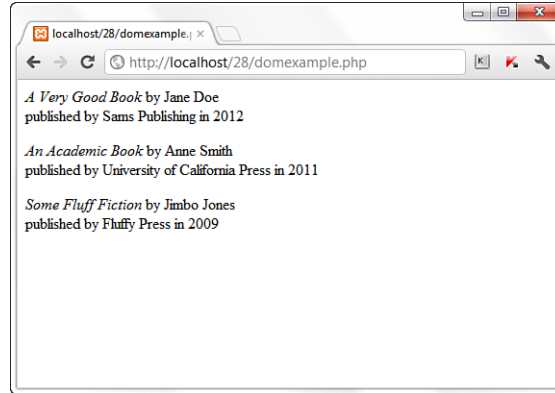 localhost/28/domexample.p
http://localhost/28/domexample.php
A Very Good Book by Jane Doe
published by Sams Publishing in 2012
An Academic Book by Anne Smith
published by University of California Press in 2011
Some Fluff Fiction by Jimbo Jones
published by Fluffy Press in 2009